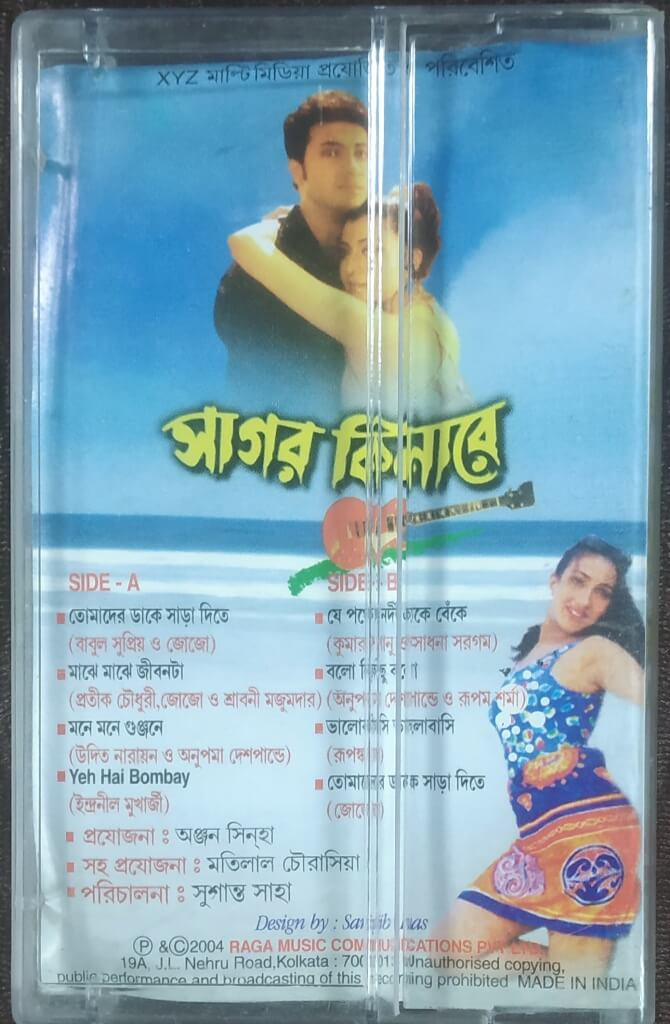 XYZ মাল্টিমিডিয়া প্রযোজিত ও পরিবেশিত
সাগর কিনারে
SIDE - A
তোমাদের ডাকে সাড়া দিতে
(বাবুল সুপ্রিয় ও জোজো)
মাঝে মাঝে জীবনটা
(প্রতীক চৌধুরী,জোজো ও শ্রাবনী মজুমদার)
মনে মনে গুঞ্জনে
(উদিত নারায়ন ও অনুপমা দেশপান্ডে)
Yeh Hai Bombay
(ইন্দ্রনীল মুখার্জী)
SIDE - B
যে পথে নদী বাঁকে বেঁকে
(কুমার শানু ও সাধনা সরগম)
বলো কিছু বলো
(অনুপমা দেশপান্ডে ও রূপম শর্মা)
ভালোবাসি ভালোবাসি
(রূপঙ্কর)
তোমাদের ডাকে সাড়া দিতে
(জোজো)
প্রযোজনা : অঞ্জন সিন্‌হা
সহ প্রযোজনা : মতিলাল চৌরাসিয়া
পরিচালনা : সুশান্ত সাহা
Design by :
Ⓟ &©2004 RAGA MUSIC COMMUNICATIONS PVT. LTD.
19A, J.L. Nehru Road,Kolkata : Unauthorised copying,
public performance and broadcasting of this recording prohibited MADE IN INDIA